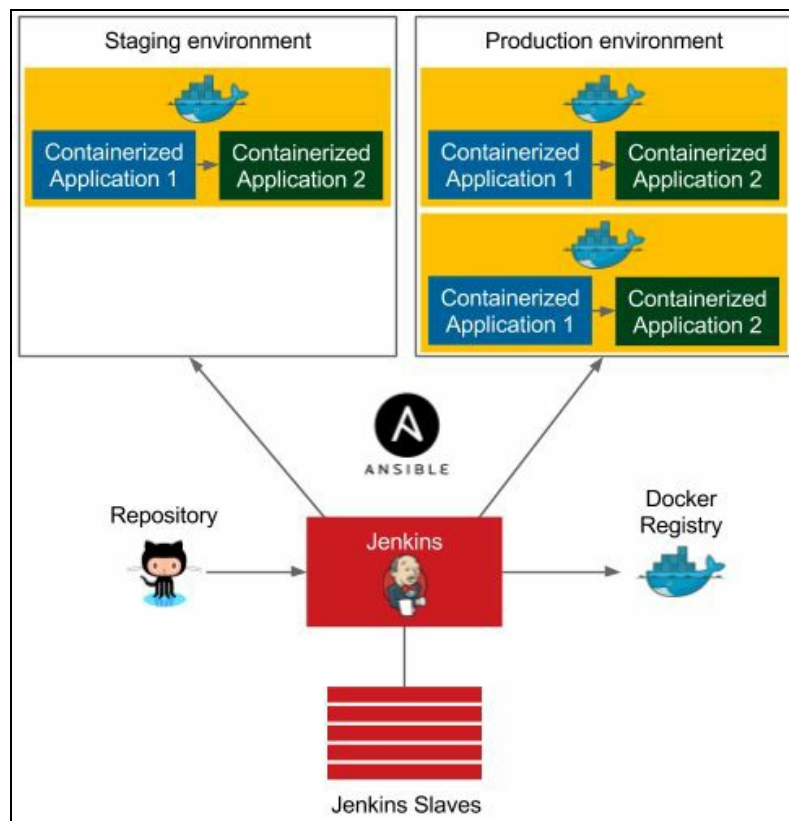 Staging environment
Production environment
Containerized
Application 1
Containerized
Application 2
Containerized
Application 1
Containerized
Application 2
Containerized
Application 1
Containerized
Application 2
ANSIBLE
Repository
Jenkins
Docker
Registry
Jenkins Slaves